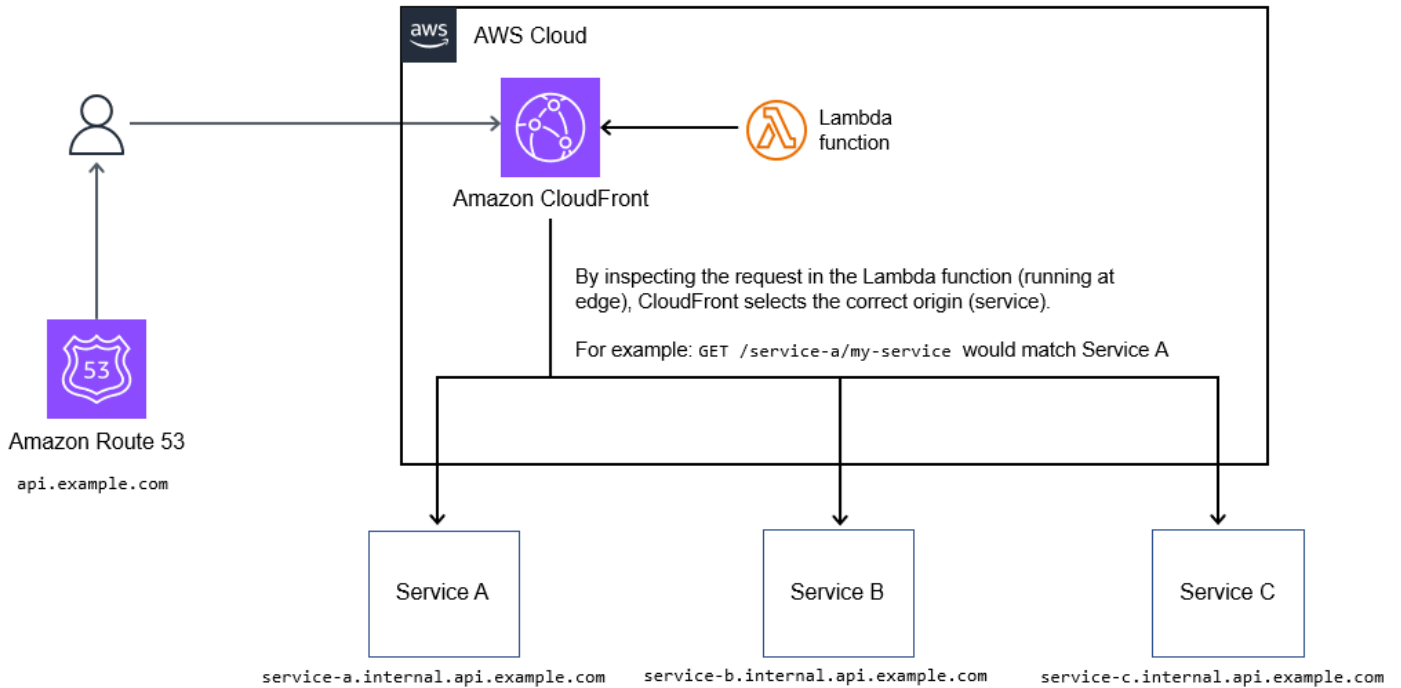 aws
AWS Cloud
Lambda
function
Amazon CloudFront
By inspecting the request in the Lambda function (running at
edge), CloudFront selects the correct origin (service).
For example: GET /service-a/my-service would match Service A
53
Amazon Route 53
api.example.com
Service A
Service B
Service C
service-a.internal.api.example.com
service-b.internal.api.example.com
service-c.internal.api.example.com